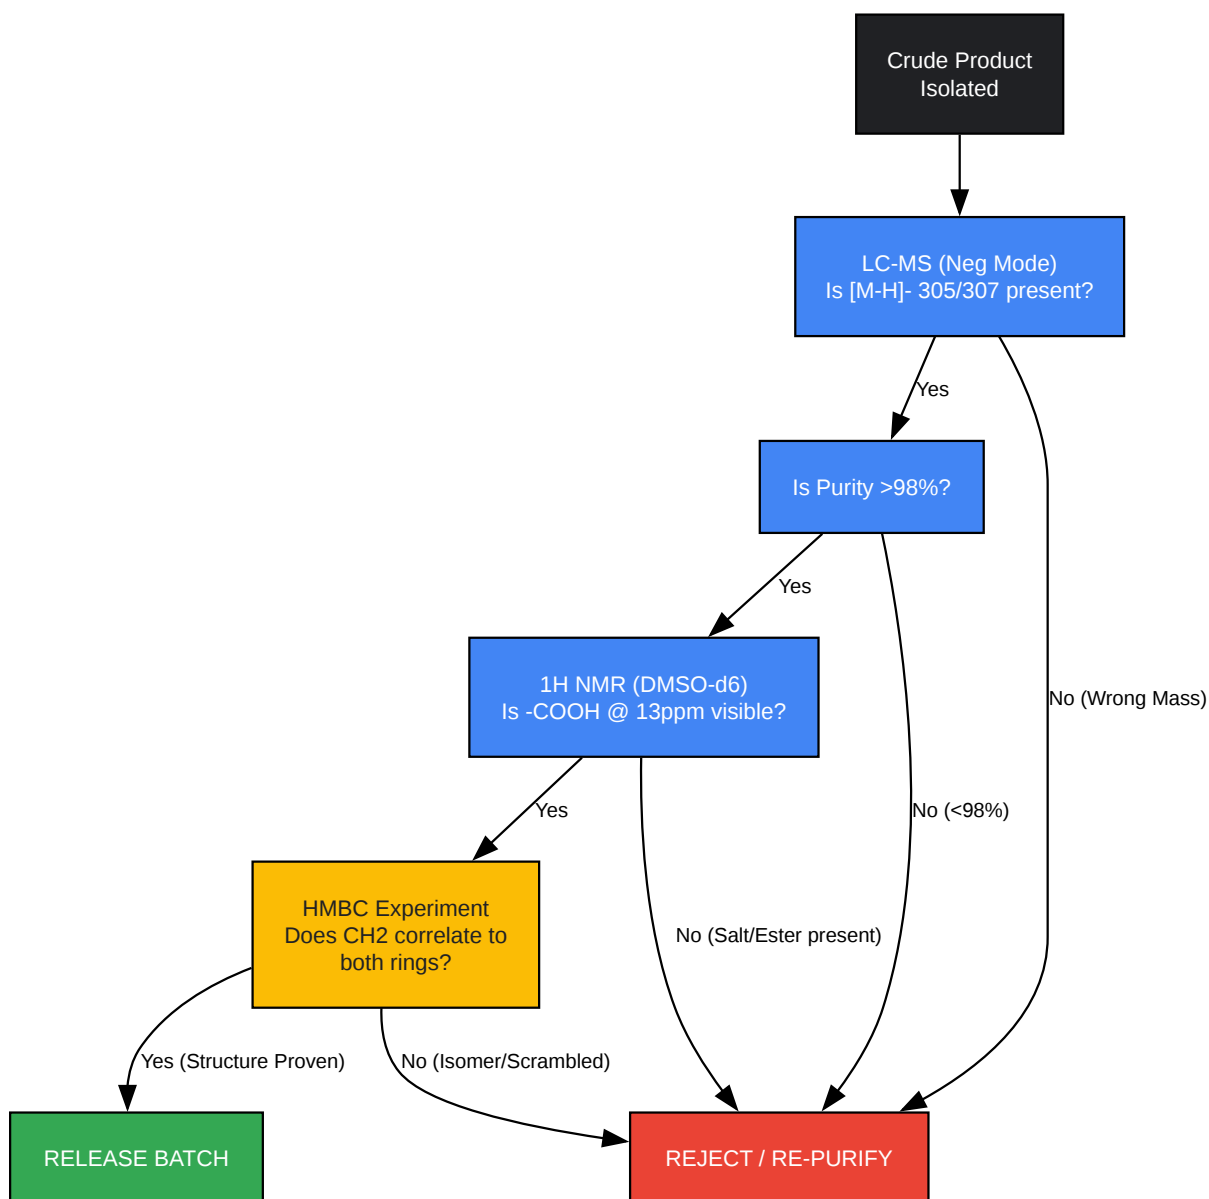 Crude Product
Isolated
LC-MS (Neg Mode)
Is [M-H]- 305/307 present?
Yes
Is Purity >98%?
Yes
1H NMR (DMSO-d6)
Is -COOH @ 13ppm visible?
No (Wrong Mass)
Yes
No (<98%)
HMBC Experiment
Does CH2 correlate to
both rings?
No (Salt/Ester present)
Yes (Structure Proven)
No (Isomer/Scrambled)
RELEASE BATCH
REJECT / RE-PURIFY